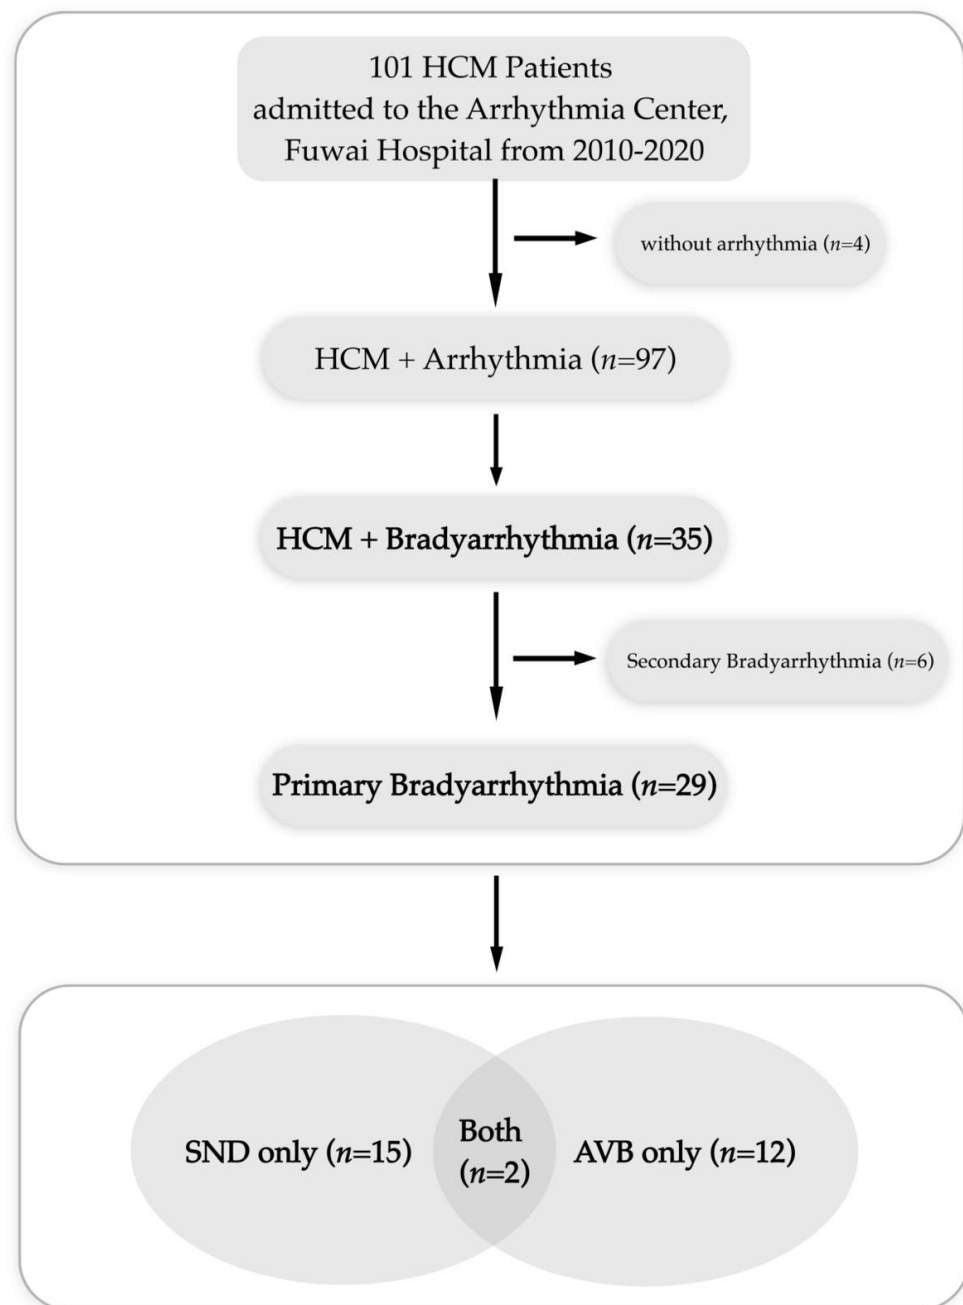 101 HCM Patients
admitted to the Arrhythmia Center,
Fuwai Hospital from 2010-2020
without arrhythmia (n=4)
HCM + Arrhythmia (n=97)
HCM + Bradyarrhythmia (n=35)
Secondary Bradyarrhythmia (n=6)
Primary Bradyarrhythmia (n=29)
SND only (n=15)
Both
(n=2)
AVB only (n=12)